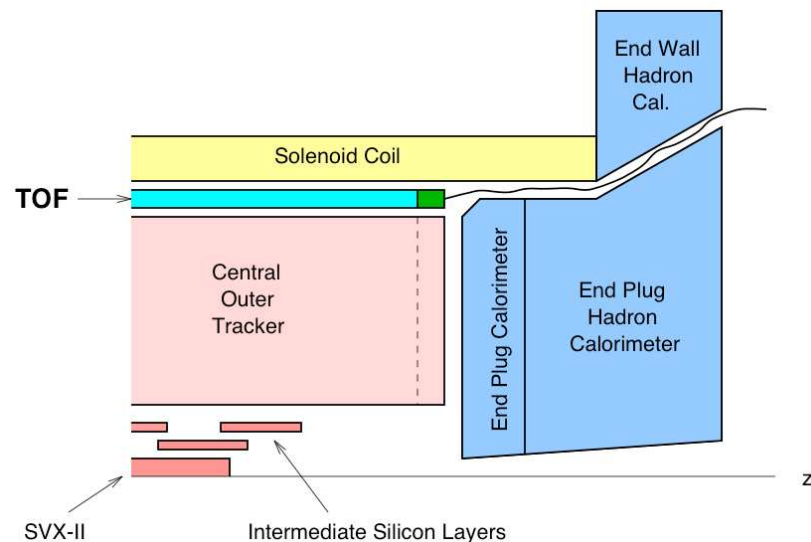 End Wall
Hadron
Cal.
Solenoid Coil
TOF
Central
Outer
Tracker
End Plug Calorimeter
End Plug
Hadron
Calorimeter
z
SVX-II
Intermediate Silicon Layers